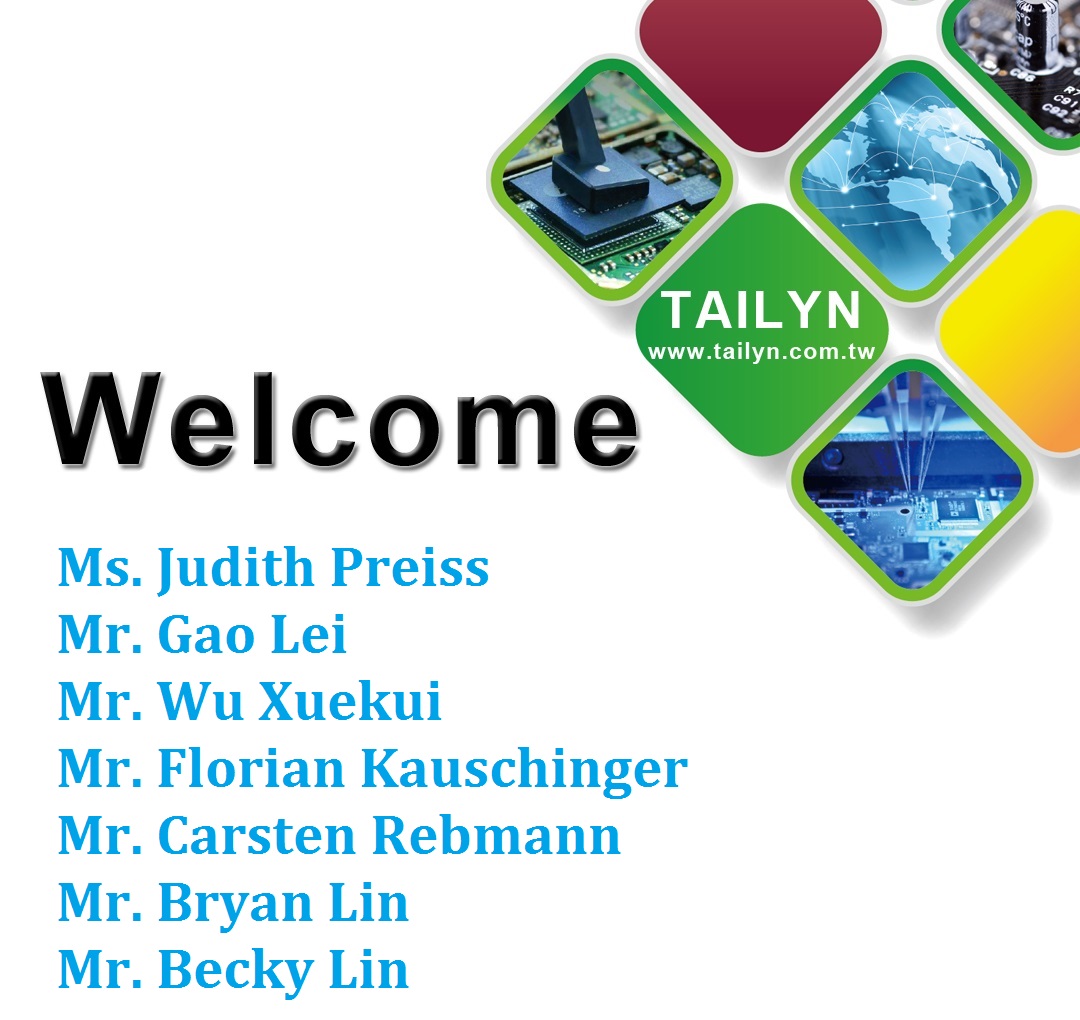 TAILYN
www.tailyn.com.tw
Welcome
Ms. Judith Preiss
Mr. Gao Lei
Mr. Wu Xuekui
Mr. Florian Kauschinger
Mr. Carsten Rebmann
Mr. Bryan Lin
Mr. Becky Lin